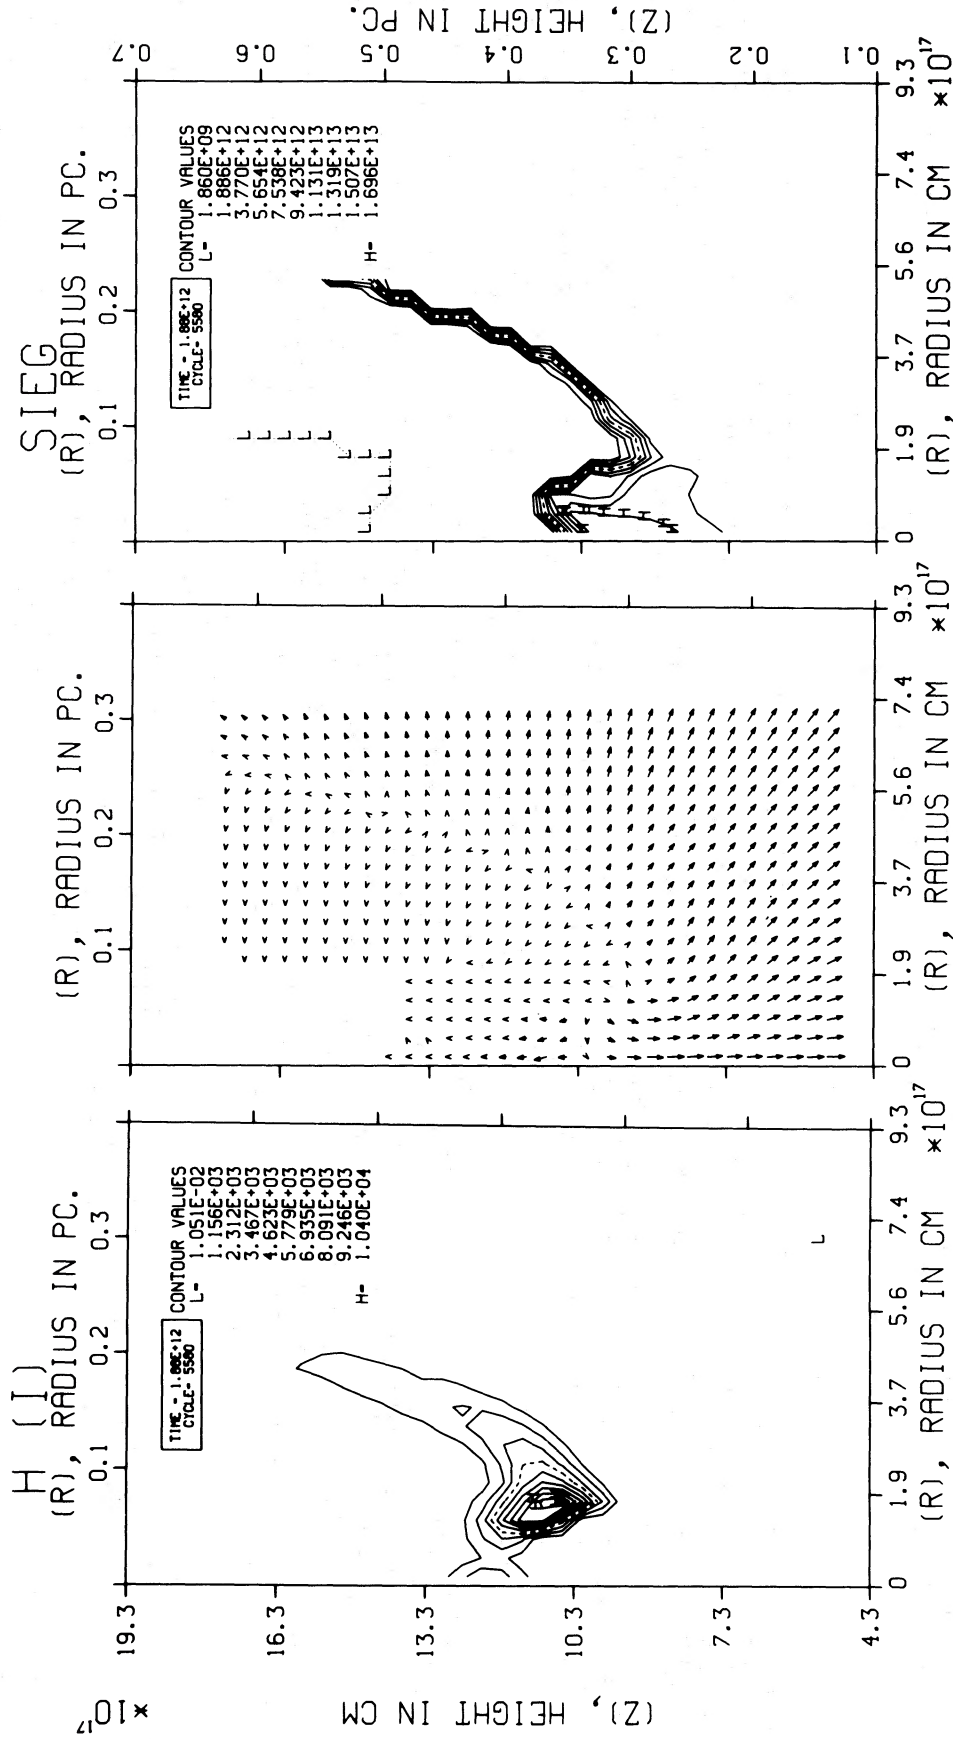 H (I)
(R), RADIUS IN PC.
0.1 0.2 0.3
TIME = 1.88E+12
CYCLE= 5580
CONTOUR VALUES
L= 1.051E-02
1.156E+03
2.312E+03
3.467E+03
4.623E+03
5.779E+03
6.935E+03
8.091E+03
9.246E+03
H= 1.040E+04
H
L
*10¹⁷
19.3
16.3
13.3
10.3
7.3
4.3
(Z), HEIGHT IN CM
0 1.9 3.7 5.6 7.4 9.3
(R), RADIUS IN CM *10¹⁷
(R), RADIUS IN PC.
0.1 0.2 0.3
0 1.9 3.7 5.6 7.4 9.3
(R), RADIUS IN CM *10¹⁷
SIEG
(R), RADIUS IN PC.
0.1 0.2 0.3
TIME = 1.88E+12
CYCLE= 5580
CONTOUR VALUES
L= 1.860E+09
1.886E+12
3.770E+12
5.654E+12
7.538E+12
9.423E+12
1.131E+13
1.319E+13
1.507E+13
H= 1.696E+13
L L L L L
L L L
L L
L
L L
H H H H H H H
0.7
0.6
0.5
0.4
0.3
0.2
0.1
(Z), HEIGHT IN PC.
0 1.9 3.7 5.6 7.4 9.3
(R), RADIUS IN CM *10¹⁷